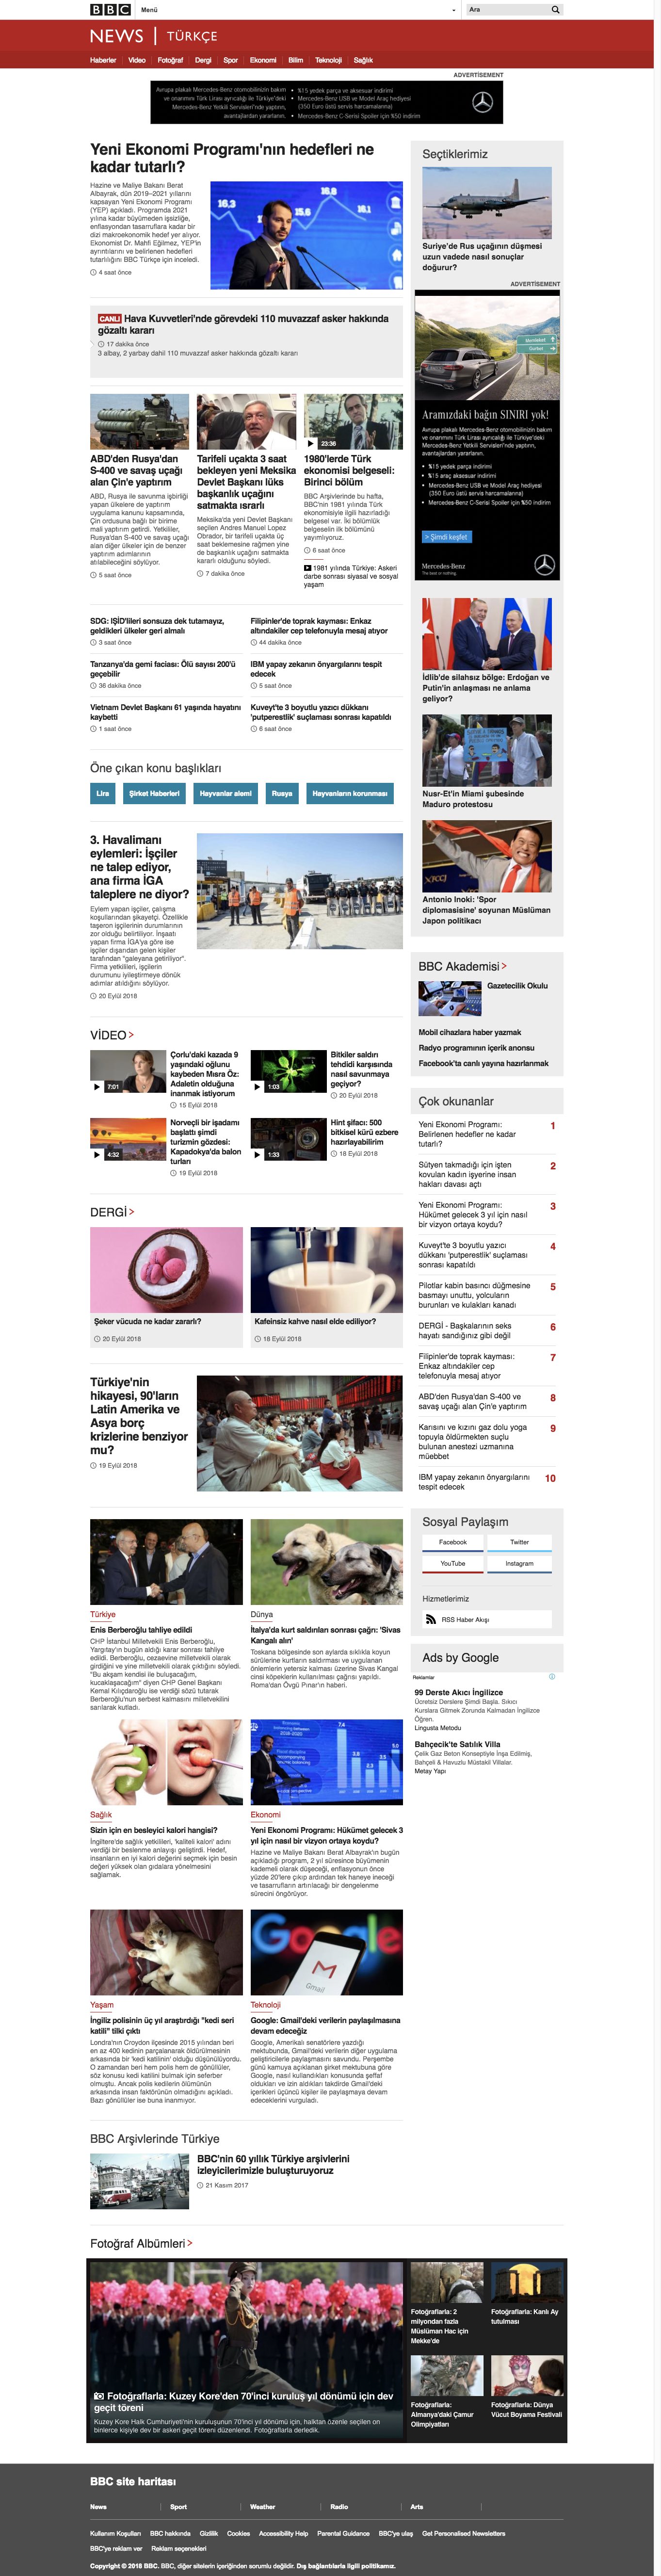 BBC
Menü
Ara
NEWS
TÜRKÇE
Haberler
Video
Fotoğraf
Dergi
Spor
Ekonomi
Bilim
Teknoloji
Sağlık
ADVERTISEMENT
Avrupa plakalı Mercedes-Benz otomobilinizin bakım
ve onarımını Türk Lirası ayrıcalığı ile Türkiye'deki
Mercedes-Benz Yetkili Servisleri'nde yaptırın,
avantajlardan yararlanın.
• %15 yedek parça ve aksesuar indirimi
• Mercedes-Benz USB ve Model Araç hediyesi
(350 Euro üstü servis harcamalarında)
• Mercedes-Benz C-Serisi Spoiler için %50 indirim
Yeni Ekonomi Programı'nın hedefleri ne
kadar tutarlı?
Hazine ve Maliye Bakanı Berat
Albayrak, dün 2019-2021 yıllarını
kapsayan Yeni Ekonomi Programı
(YEP) açıkladı. Programda 2021
yılına kadar büyümeden işsizliğe,
enflasyondan tasarruflara kadar bir
dizi makroekonomik hedef yer alıyor.
Ekonomist Dr. Mahfi Eğilmez, YEP'in
ayrıntılarını ve belirlenen hedefleri
tutarlılığını BBC Türkçe için inceledi.
4 saat önce
16,3
16,8
16,5
CANLI Hava Kuvvetleri'nde görevdeki 110 muvazzaf asker hakkında
gözaltı kararı
17 dakika önce
3 albay, 2 yarbay dahil 110 muvazzaf asker hakkında gözaltı kararı
ABD'den Rusya'dan
S-400 ve savaş uçağı
alan Çin'e yaptırım
ABD, Rusya ile savunma işbirliği
yapan ülkelere de yaptırım
uygulama kanunu kapsamında,
Çin ordusuna bağlı bir birime
mali yaptırım getirdi. Yetkililer,
Rusya'dan S-400 ve savaş uçağı
alan diğer ülkeler için de benzer
yaptırım adımlarının
atılabileceğini söylüyor.
5 saat önce
Tarifeli uçakta 3 saat
bekleyen yeni Meksika
Devlet Başkanı lüks
başkanlık uçağını
satmakta ısrarlı
Meksika'da yeni Devlet Başkanı
seçilen Andres Manuel Lopez
Obrador, bir tarifeli uçakta üç
saat beklemesine rağmen yine
de başkanlık uçağını satmakta
kararlı olduğunu söyledi.
7 dakika önce
23:36
1980'lerde Türk
ekonomisi belgeseli:
Birinci bölüm
BBC Arşivlerinde bu hafta,
BBC'nin 1981 yılında Türk
ekonomisiyle ilgili hazırladığı
belgesel var. İki bölümlük
belgeselin ilk bölümünü
yayımlıyoruz.
6 saat önce
1981 yılında Türkiye: Askeri
darbe sonrası siyasal ve sosyal
yaşam
SDG: IŞİD'lileri sonsuza dek tutamayız,
geldikleri ülkeler geri almalı
3 saat önce
Filipinler'de toprak kayması: Enkaz
altındakiler cep telefonuyla mesaj atıyor
44 dakika önce
Tanzanya'da gemi faciası: Ölü sayısı 200'ü
geçebilir
36 dakika önce
IBM yapay zekanın önyargılarını tespit
edecek
5 saat önce
Vietnam Devlet Başkanı 61 yaşında hayatını
kaybetti
1 saat önce
Kuveyt'te 3 boyutlu yazıcı dükkanı
'putperestlik' suçlaması sonrası kapatıldı
6 saat önce
Öne çıkan konu başlıkları
Lira
Şirket Haberleri
Hayvanlar alemi
Rusya
Hayvanların korunması
3. Havalimanı
eylemleri: İşçiler
ne talep ediyor,
ana firma İGA
taleplere ne diyor?
Eylem yapan işçiler, çalışma
koşullarından şikayetçi. Özellikle
taşeron işçilerinin durumlarının
zor olduğu belirtiliyor. İnşaatı
yapan firma İGA'ya göre ise
işçiler dışarıdan gelen kişiler
tarafından "galeyana getiriliyor".
Firma yetkilileri, işçilerin
durumunu iyileştirmeye dönük
adımlar atıldığını söylüyor.
20 Eylül 2018
VİDEO
7:01
Çorlu'daki kazada 9
yaşındaki oğlunu
kaybeden Mısra Öz:
Adaletin olduğuna
inanmak istiyorum
15 Eylül 2018
1:03
Bitkiler saldırı
tehdidi karşısında
nasıl savunmaya
geçiyor?
20 Eylül 2018
4:32
Norveçli bir işadamı
başlattı şimdi
turizmin gözdesi:
Kapadokya'da balon
turları
19 Eylül 2018
1:33
Hint şifacı: 500
bitkisel kürü ezbere
hazırlayabilirim
18 Eylül 2018
DERGİ
Şeker vücuda ne kadar zararlı?
20 Eylül 2018
Kafeinsiz kahve nasıl elde ediliyor?
18 Eylül 2018
Türkiye'nin
hikayesi, 90'ların
Latin Amerika ve
Asya borç
krizlerine benziyor
mu?
19 Eylül 2018
Türkiye
Enis Berberoğlu tahliye edildi
CHP İstanbul Milletvekili Enis Berberoğlu,
Yargıtay'ın bugün aldığı karar sonrası tahliye
edildi. Berberoğlu, cezaevine milletvekili olarak
girdiğini ve yine milletvekili olarak çıktığını söyledi.
"Bu akşam kendisi ile buluşacağım,
kucaklaşacağım" diyen CHP Genel Başkanı
Kemal Kılıçdaroğlu ise verdiği sözü tutarak
Berberoğlu'nun serbest kalmasını milletvekilini
sarılarak kutladı.
Dünya
İtalya'da kurt saldırıları sonrası çağrı: 'Sivas
Kangalı alın'
Toskana bölgesinde son aylarda sıklıkla koyun
sürülerine kurtların saldırması ve uygulanan
önlemlerin yetersiz kalması üzerine Sivas Kangal
cinsi köpeklerin kullanılması çağrısı yapıldı.
Roma'dan Övgü Pınar'ın haberi.
Sağlık
Sizin için en besleyici kalori hangisi?
İngiltere'de sağlık yetkilileri, 'kaliteli kalori' adını
verdiği bir beslenme anlayışı geliştirdi. Hedef,
insanların en iyi kalori değerini seçmek için besin
değeri yüksek olan gıdalara yönelmesini
sağlamak.
7,4
3,8
2,3
3,5
5,0
Ekonomi
Yeni Ekonomi Programı: Hükümet gelecek 3
yıl için nasıl bir vizyon ortaya koydu?
Hazine ve Maliye Bakanı Berat Albayrak'ın bugün
açıkladığı program, 2 yıl süresince büyümenin
kademeli olarak düşeceği, enflasyonun önce
yüzde 20'lere çıkıp ardından tek haneye ineceği
ve tasarrufların artırılacağı bir dengelenme
sürecini öngörüyor.
Yaşam
İngiliz polisinin üç yıl araştırdığı "kedi seri
katili" tilki çıktı
Londra'nın Croydon ilçesinde 2015 yılından beri
en az 400 kedinin parçalanarak öldürülmesinin
arkasında bir 'kedi katilinin' olduğu düşünülüyordu.
O zamandan beri hem polis hem de gönüllüler,
söz konusu kedi katilini bulmak için seferber
olmuştu. Ancak polis kedilerin ölümünün
arkasında insan faktörünün olmadığını açıkladı.
Bazı gönüllüler ise buna inanmıyor.
Google
Gmail
Teknoloji
Google: Gmail'deki verilerin paylaşılmasına
devam edeceğiz
Google, Amerikalı senatörlere yazdığı
mektubunda, Gmail'deki verilerin diğer uygulama
geliştiricilerle paylaşmasını savundu. Perşembe
günü kamuya açıklanan şirket mektubuna göre
Google, nasıl kullandıkları konusunda şeffaf
oldukları ve izin aldıkları takdirde Gmail'deki
içerikleri üçüncü kişiler ile paylaşmaya devam
edeceklerini vurguladı.
BBC Arşivlerinde Türkiye
BBC'nin 60 yıllık Türkiye arşivlerini
izleyicilerimizle buluşturuyoruz
21 Kasım 2017
Seçtiklerimiz
Suriye'de Rus uçağının düşmesi
uzun vadede nasıl sonuçlar
doğurur?
ADVERTISEMENT
Memleket
Gurbet
Aramızdaki bağın SINIRI yok!
Avrupa plakalı Mercedes-Benz otomobilinizin bakım
ve onarımını Türk Lirası ayrıcalığı ile Türkiye'deki
Mercedes-Benz Yetkili Servisleri'nde yaptırın,
avantajlardan yararlanın.
• %15 yedek parça indirimi
• %15 araç aksesuar indirimi
• Mercedes-Benz USB ve Model Araç hediyesi
(350 Euro üstü servis harcamalarında)
• Mercedes-Benz C-Serisi Spoiler için %50 indirim
> Şimdi keşfet
Mercedes-Benz
The best or nothing.
İdlib'de silahsız bölge: Erdoğan ve
Putin'in anlaşması ne anlama
geliyor?
Nusr-Et'in Miami şubesinde
Maduro protestosu
Antonio Inoki: 'Spor
diplomasisine' soyunan Müslüman
Japon politikacı
BBC Akademisi
Gazetecilik Okulu
Mobil cihazlara haber yazmak
Radyo programının içerik anonsu
Facebook'ta canlı yayına hazırlanmak
Çok okunanlar
Yeni Ekonomi Programı:
Belirlenen hedefler ne kadar
tutarlı?
1
Sütyen takmadığı için işten
kovulan kadın işyerine insan
hakları davası açtı
2
Yeni Ekonomi Programı:
Hükümet gelecek 3 yıl için nasıl
bir vizyon ortaya koydu?
3
Kuveyt'te 3 boyutlu yazıcı
dükkanı 'putperestlik' suçlaması
sonrası kapatıldı
4
Pilotlar kabin basıncı düğmesine
basmayı unuttu, yolcuların
burunları ve kulakları kanadı
5
DERGİ - Başkalarının seks
hayatı sandığınız gibi değil
6
Filipinler'de toprak kayması:
Enkaz altındakiler cep
telefonuyla mesaj atıyor
7
ABD'den Rusya'dan S-400 ve
savaş uçağı alan Çin'e yaptırım
8
Karısını ve kızını gaz dolu yoga
topuyla öldürmekten suçlu
bulunan anestezi uzmanına
müebbet
9
IBM yapay zekanın önyargılarını
tespit edecek
10
Sosyal Paylaşım
Facebook
Twitter
YouTube
Instagram
Hizmetlerimiz
RSS Haber Akışı
Ads by Google
Reklamlar
99 Derste Akıcı İngilizce
Ücretsiz Derslere Şimdi Başla. Sıkıcı
Kurslara Gitmek Zorunda Kalmadan İngilizce
Öğren.
Lingusta Metodu
Bahçecik'te Satılık Villa
Çelik Gaz Beton Konseptiyle İnşa Edilmiş,
Bahçeli & Havuzlu Müstakil Villalar.
Metay Yapı
Fotoğraf Albümleri
Fotoğraflarla: Kuzey Kore'den 70'inci kuruluş yıl dönümü için dev
geçit töreni
Kuzey Kore Halk Cumhuriyeti'nin kuruluşunun 70'inci yıl dönümü için, halktan özenle seçilen on
binlerce kişiyle dev bir askeri geçit töreni düzenlendi. Fotoğraflarla derledik.
Fotoğraflarla: 2
milyondan fazla
Müslüman Hac için
Mekke'de
Fotoğraflarla: Kanlı Ay
tutulması
Fotoğraflarla:
Almanya'daki Çamur
Olimpiyatları
Fotoğraflarla: Dünya
Vücut Boyama Festivali
BBC site haritası
News
Sport
Weather
Radio
Arts
Kullanım Koşulları
BBC hakkında
Gizlilik
Cookies
Accessibility Help
Parental Guidance
BBC'ye ulaş
Get Personalised Newsletters
BBC'ye reklam ver
Reklam seçenekleri
Copyright © 2018 BBC. BBC, diğer sitelerin içeriğinden sorumlu değildir. Dış bağlantılarla ilgili politikamız.